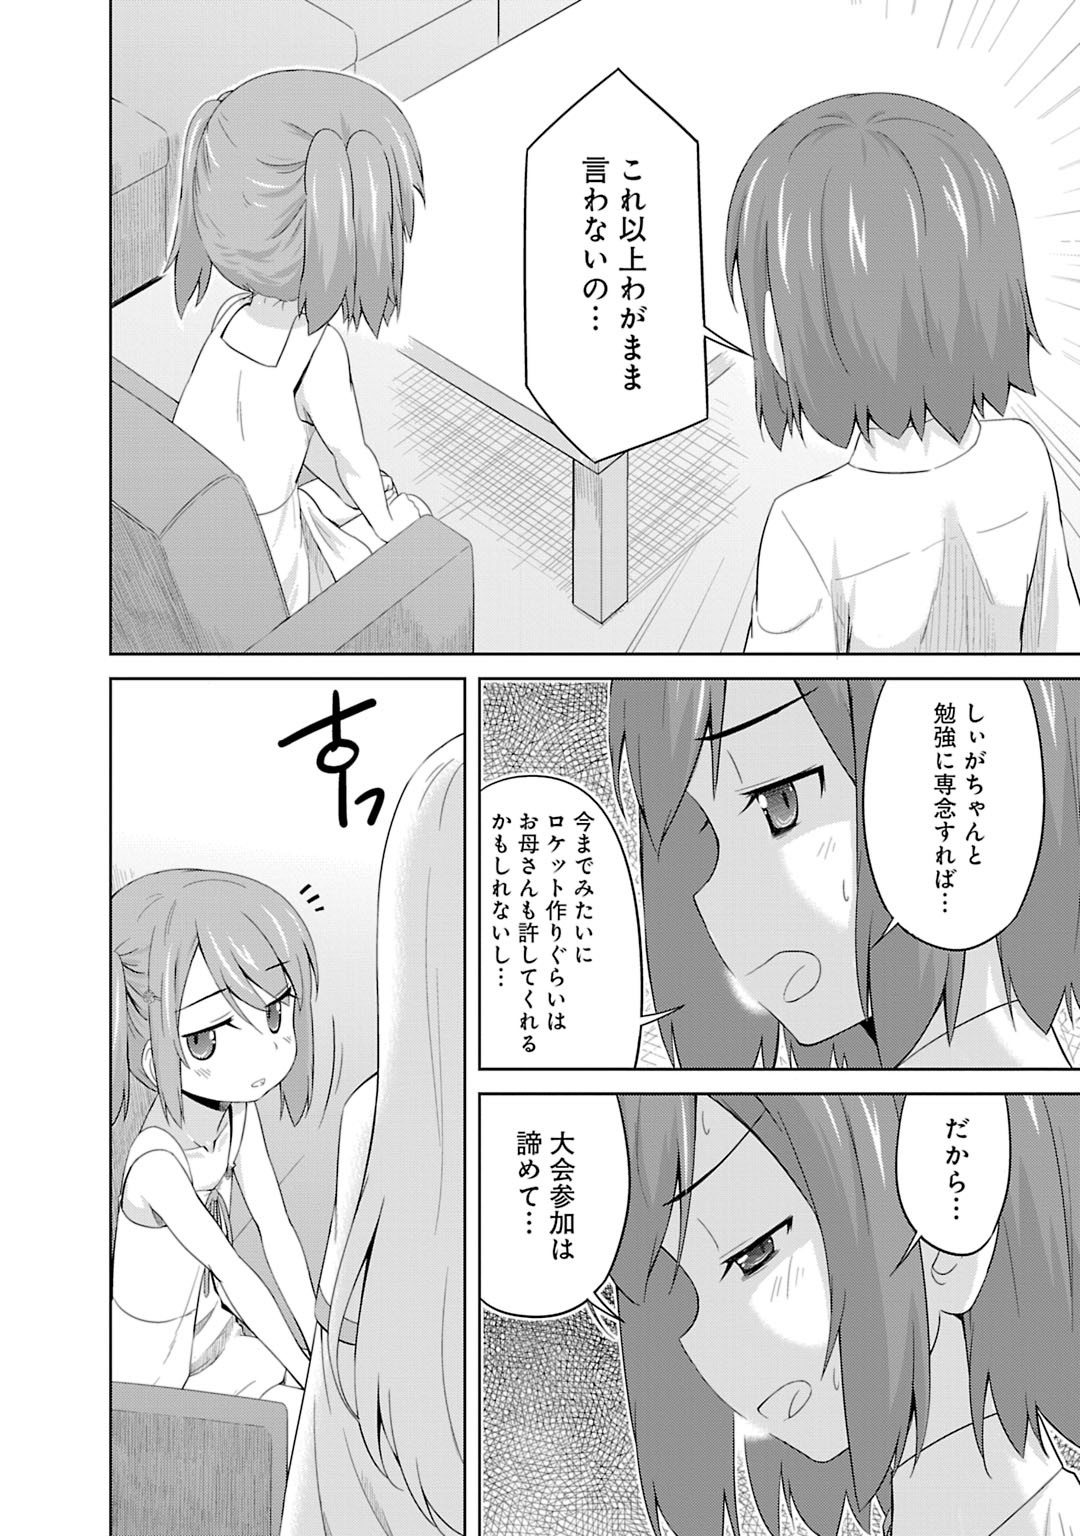 これ以上わがまま
言わないの…
しぃがちゃんと
勉強に専念すれば…
今までみたいに
ロケット作りぐらいは
お母さんも許してくれる
かもしれないし…
だから…
大会参加は
諦めて…
すっ